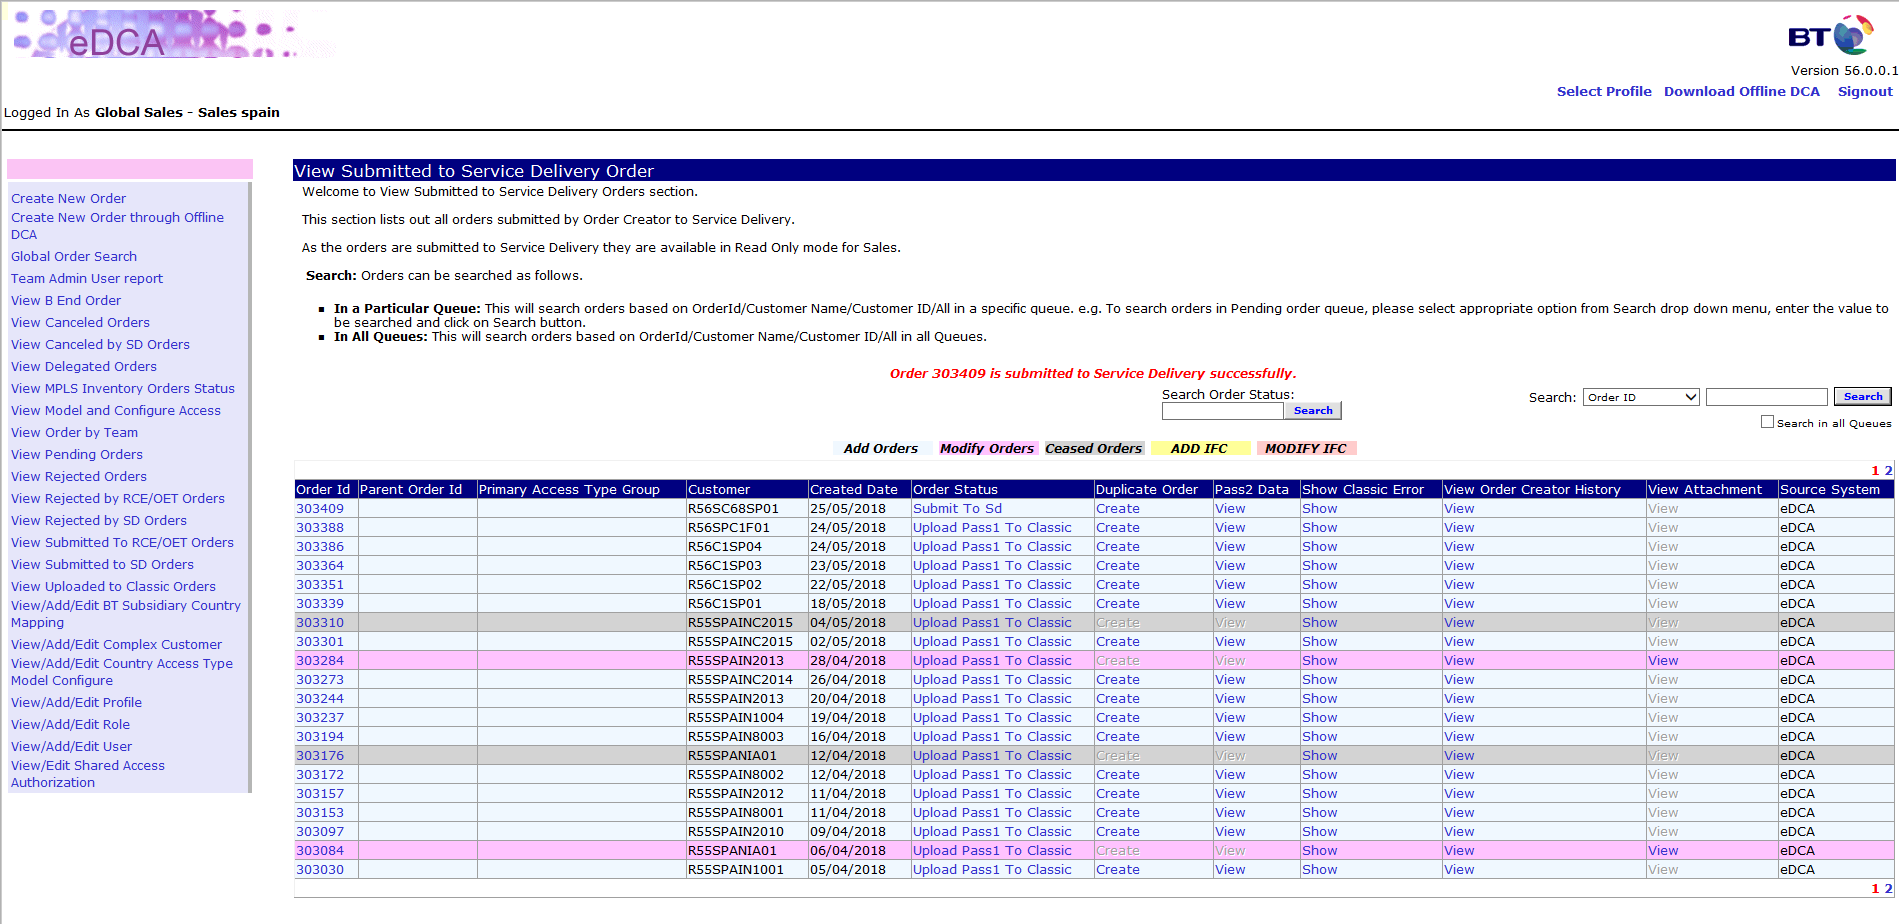 eDCA
BT
Version 56.0.0.1
Select Profile Download Offline DCA Signout
Logged In As Global Sales - Sales spain
Create New Order
Create New Order through Offline
DCA
Global Order Search
Team Admin User report
View B End Order
View Canceled Orders
View Canceled by SD Orders
View Delegated Orders
View MPLS Inventory Orders Status
View Model and Configure Access
View Order by Team
View Pending Orders
View Rejected Orders
View Rejected by RCE/OET Orders
View Rejected by SD Orders
View Submitted To RCE/OET Orders
View Submitted to SD Orders
View Uploaded to Classic Orders
View/Add/Edit BT Subsidiary Country
Mapping
View/Add/Edit Complex Customer
View/Add/Edit Country Access Type
Model Configure
View/Add/Edit Profile
View/Add/Edit Role
View/Add/Edit User
View/Edit Shared Access
Authorization
View Submitted to Service Delivery Order
Welcome to View Submitted to Service Delivery Orders section.
This section lists out all orders submitted by Order Creator to Service Delivery.
As the orders are submitted to Service Delivery they are available in Read Only mode for Sales.
Search: Orders can be searched as follows.
In a Particular Queue: This will search orders based on OrderId/Customer Name/Customer ID/All in a specific queue. e.g. To search orders in Pending order queue, please select appropriate option from Search drop down menu, enter the value to
be searched and click on Search button.
In All Queues: This will search orders based on OrderId/Customer Name/Customer ID/All in all Queues.
Order 303409 is submitted to Service Delivery successfully.
Search Order Status:
Search
Search: Order ID Search
Search in all Queues
Add Orders Modify Orders Ceased Orders ADD IFC MODIFY IFC
1 2
Order Id Parent Order Id Primary Access Type Group Customer Created Date Order Status Duplicate Order Pass2 Data Show Classic Error View Order Creator History View Attachment Source System
303409 R56SC68SP01 25/05/2018 Submit To Sd Create View Show View View eDCA
303388 R56SPC1F01 24/05/2018 Upload Pass1 To Classic Create View Show View View eDCA
303386 R56C1SP04 24/05/2018 Upload Pass1 To Classic Create View Show View View eDCA
303364 R56C1SP03 23/05/2018 Upload Pass1 To Classic Create View Show View View eDCA
303351 R56C1SP02 22/05/2018 Upload Pass1 To Classic Create View Show View View eDCA
303339 R56C1SP01 18/05/2018 Upload Pass1 To Classic Create View Show View View eDCA
303310 R55SPAINC2015 04/05/2018 Upload Pass1 To Classic Create View Show View View eDCA
303301 R55SPAINC2015 02/05/2018 Upload Pass1 To Classic Create View Show View View eDCA
303284 R55SPAIN2013 28/04/2018 Upload Pass1 To Classic Create View Show View View eDCA
303273 R55SPAINC2014 26/04/2018 Upload Pass1 To Classic Create View Show View View eDCA
303244 R55SPAIN2013 20/04/2018 Upload Pass1 To Classic Create View Show View View eDCA
303237 R55SPAIN1004 19/04/2018 Upload Pass1 To Classic Create View Show View View eDCA
303194 R55SPAIN8003 16/04/2018 Upload Pass1 To Classic Create View Show View View eDCA
303176 R55SPANIA01 12/04/2018 Upload Pass1 To Classic Create View Show View View eDCA
303172 R55SPAIN8002 12/04/2018 Upload Pass1 To Classic Create View Show View View eDCA
303157 R55SPAIN2012 11/04/2018 Upload Pass1 To Classic Create View Show View View eDCA
303153 R55SPAIN8001 11/04/2018 Upload Pass1 To Classic Create View Show View View eDCA
303097 R55SPAIN2010 09/04/2018 Upload Pass1 To Classic Create View Show View View eDCA
303084 R55SPANIA01 06/04/2018 Upload Pass1 To Classic Create View Show View View eDCA
303030 R55SPAIN1001 05/04/2018 Upload Pass1 To Classic Create View Show View View eDCA
1 2